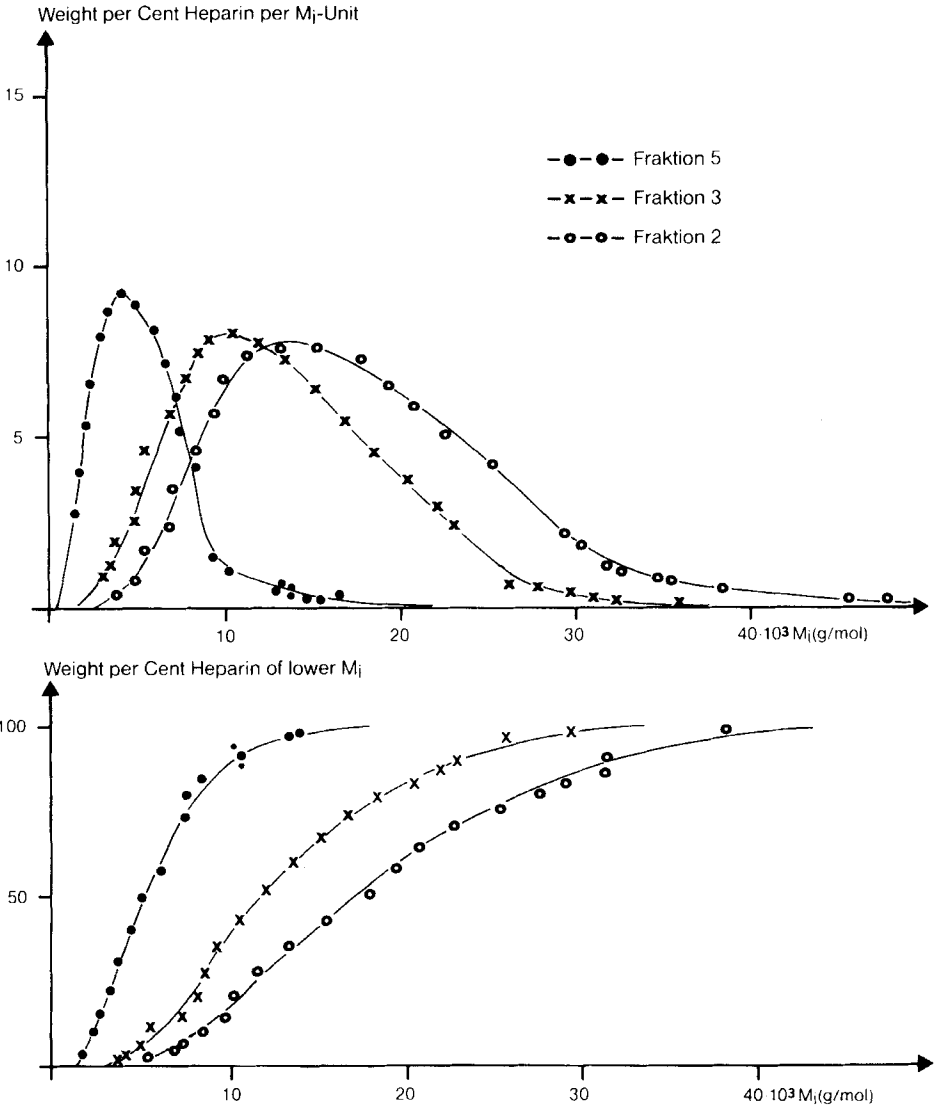 Weight per Cent Heparin per Mi-Unit
15
10
5
Fraktion 5
Fraktion 3
Fraktion 2
10
20
30
40·10³ Mi(g/mol)
Weight per Cent Heparin of lower Mi
100
50
10
20
30
40·10³ Mi(g/mol)